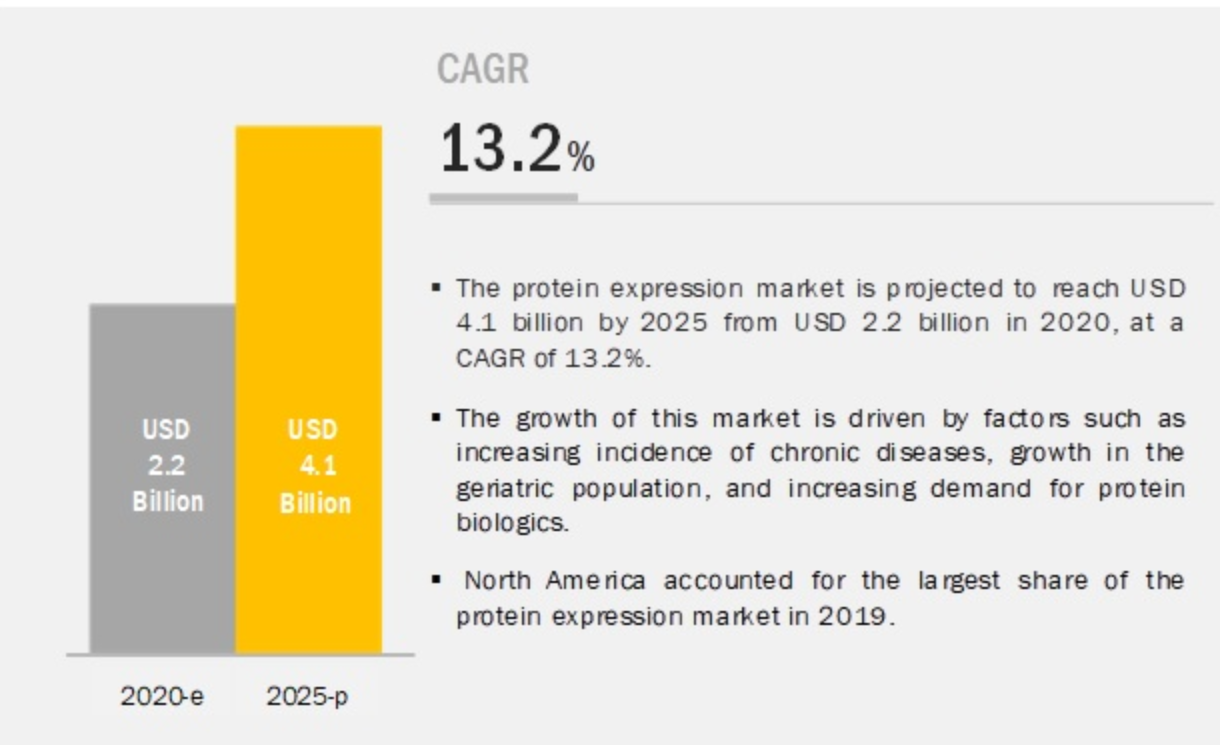 CAGR
13.2%
▪ The protein expression market is projected to reach USD
4.1 billion by 2025 from USD 2.2 billion in 2020, at a
CAGR of 13.2%.
▪ The growth of this market is driven by factors such as
increasing incidence of chronic diseases, growth in the
geriatric population, and increasing demand for protein
biologics.
▪ North America accounted for the largest share of the
protein expression market in 2019.
USD
2.2
Billion
USD
4.1
Billion
2020-e
2025-p